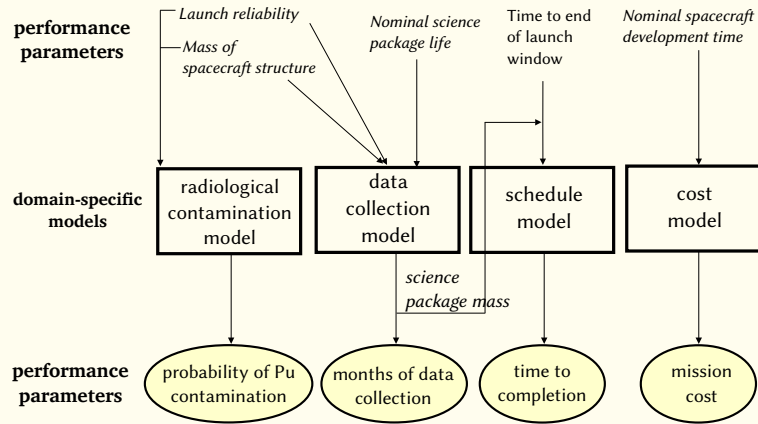 performance
parameters
Launch reliability
Mass of
spacecraft structure
Nominal science
package life
Time to end
of launch
window
Nominal spacecraft
development time
domain-specific
models
radiological
contamination
model
data
collection
model
schedule
model
cost
model
science
package mass
performance
parameters
probability of Pu
contamination
months of data
collection
time to
completion
mission
cost